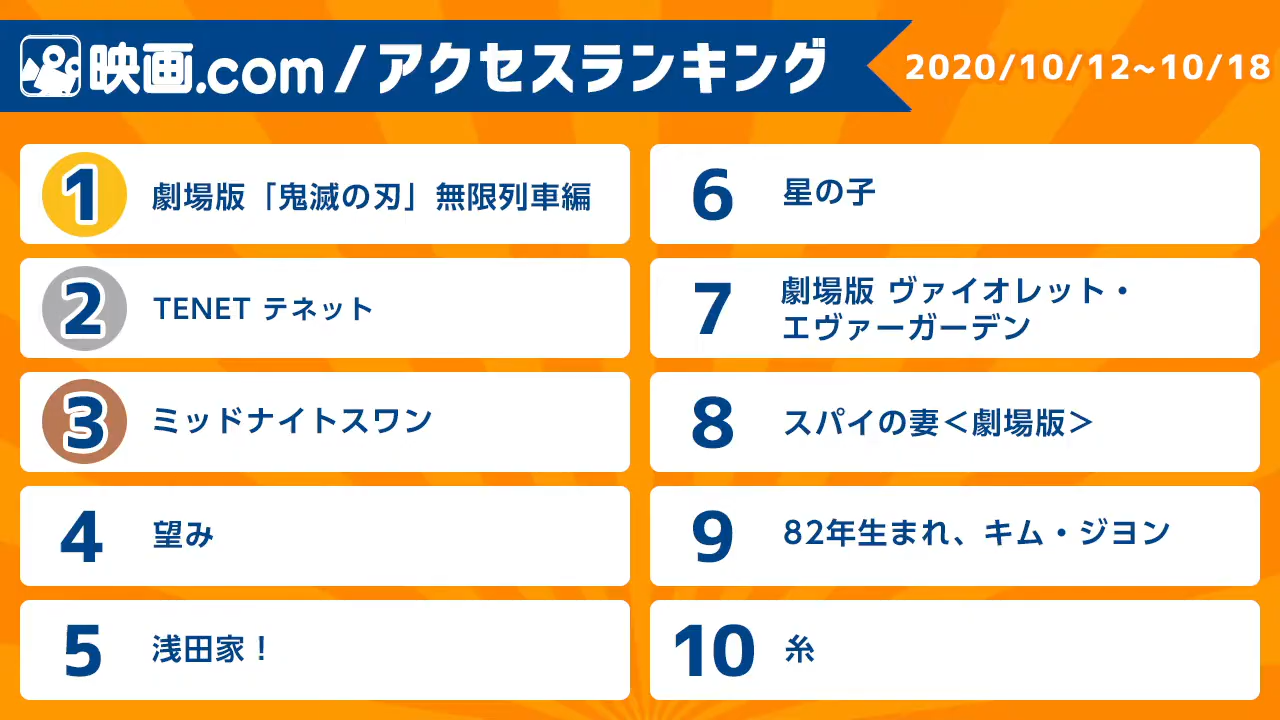 映画.com/アクセスランキング
2020/10/12~10/18
1 劇場版「鬼滅の刃」無限列車編
2 TENET テネット
3 ミッドナイトスワン
4 望み
5 浅田家！
6 星の子
7 劇場版 ヴァイオレット・
エヴァーガーデン
8 スパイの妻＜劇場版＞
9 82年生まれ、キム・ジヨン
10 糸